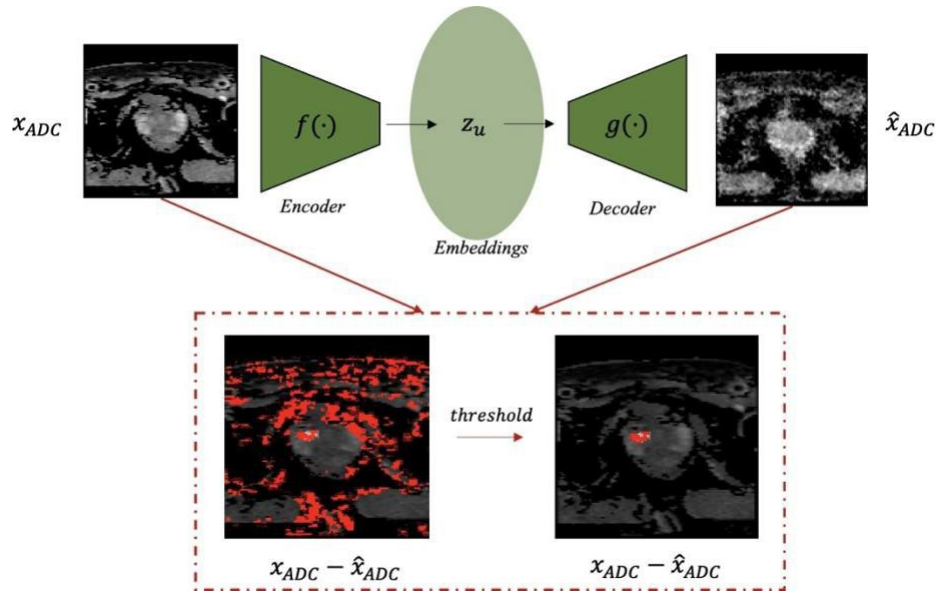 x_ADC
f(·)
Encoder
z_u
Embeddings
g(·)
Decoder
x̂_ADC
threshold
x_ADC − x̂_ADC
x_ADC − x̂_ADC